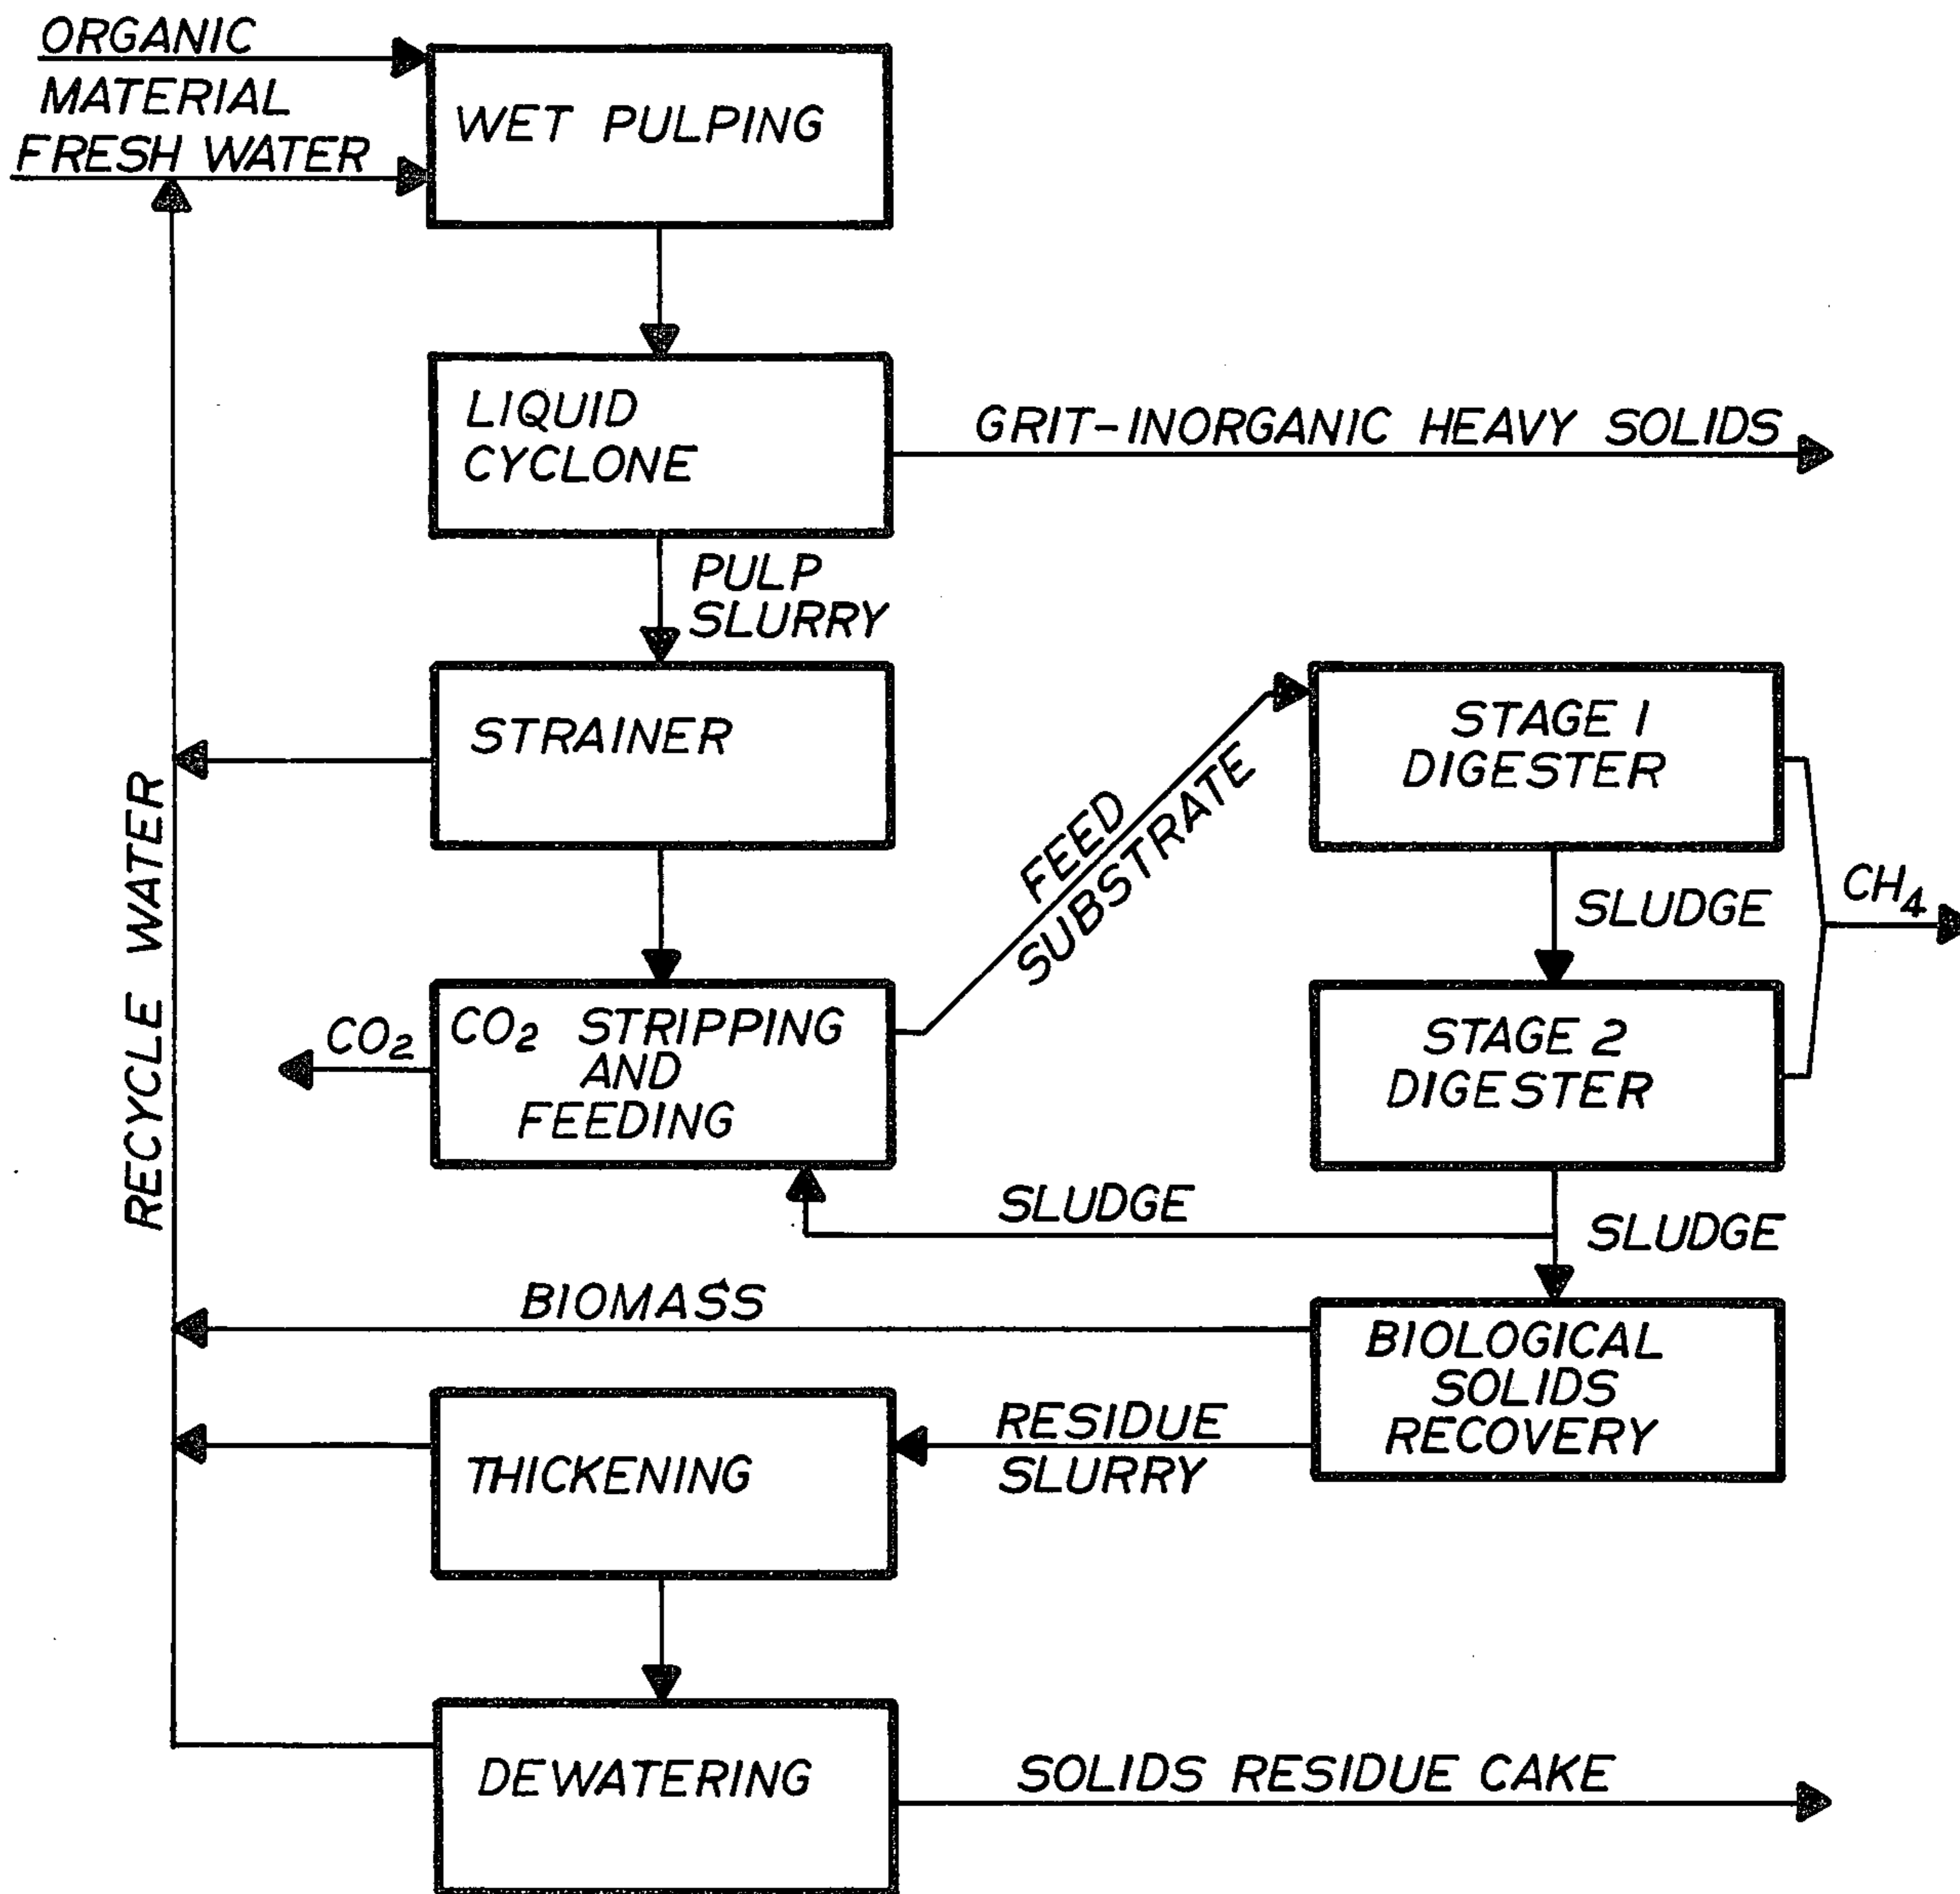 ORGANIC
MATERIAL
FRESH WATER
WET PULPING
LIQUID
CYCLONE
GRIT-INORGANIC HEAVY SOLIDS
PULP
SLURRY
STRAINER
STAGE 1
DIGESTER
FEED
SUBSTRATE
SLUDGE
CH4
RECYCLE WATER
CO2
CO2 STRIPPING
AND
FEEDING
STAGE 2
DIGESTER
SLUDGE
SLUDGE
BIOMASS
BIOLOGICAL
SOLIDS
RECOVERY
RESIDUE
SLURRY
THICKENING
DEWATERING
SOLIDS RESIDUE CAKE